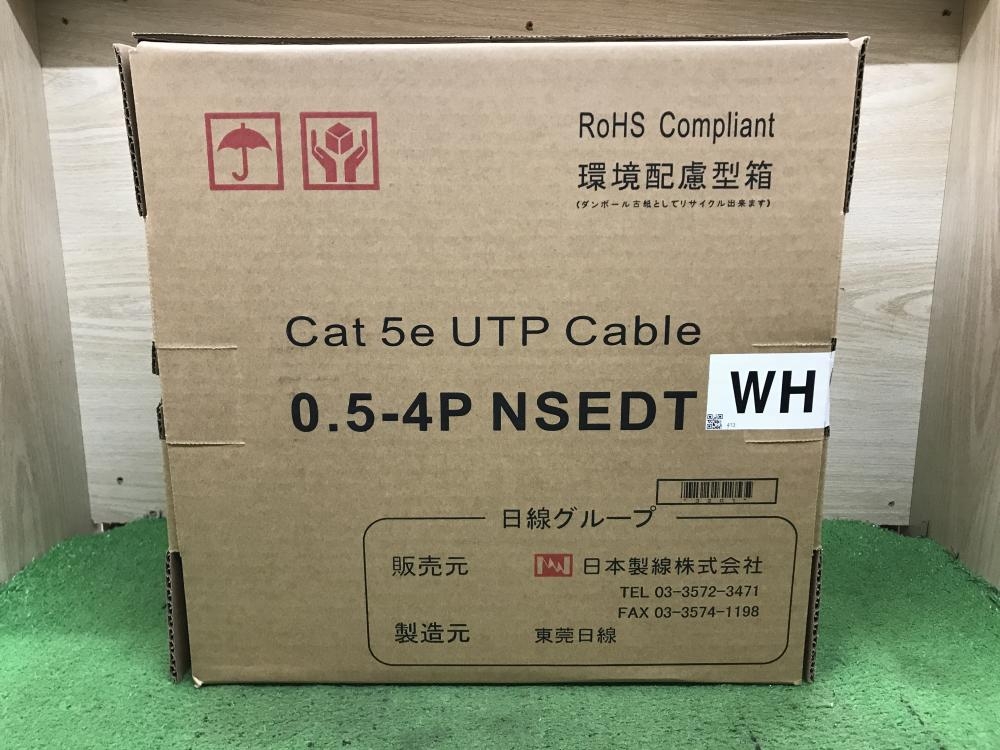 RoHS Compliant
環境配慮型箱
(ダンボール古紙としてリサイクル出来ます)
Cat 5e UTP Cable
0.5-4P NSEDT
WH
413
日線グループ
販売元 日本製線株式会社
TEL 03-3572-3471
FAX 03-3574-1198
製造元 東莞日線